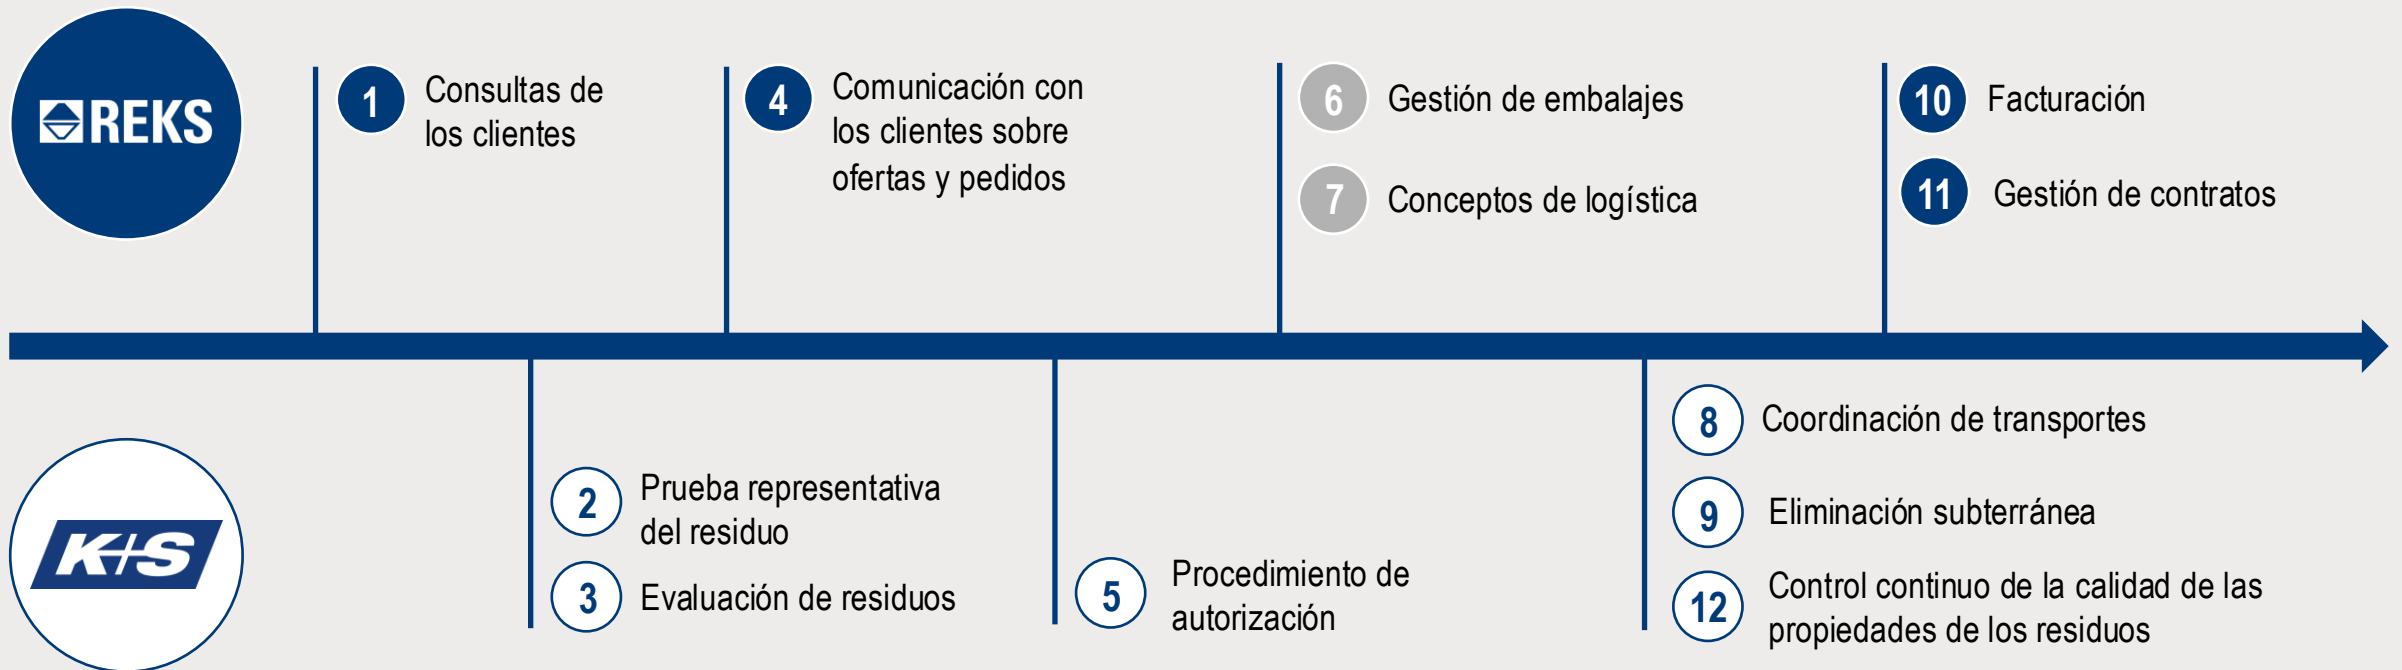 REKS
1
Consultas de
los clientes
4
Comunicación con
los clientes sobre
ofertas y pedidos
6
Gestión de embalajes
7
Conceptos de logística
10
Facturación
11
Gestión de contratos
K+S
2
Prueba representativa
del residuo
3
Evaluación de residuos
5
Procedimiento de
autorización
8
Coordinación de transportes
9
Eliminación subterránea
12
Control continuo de la calidad de las
propiedades de los residuos